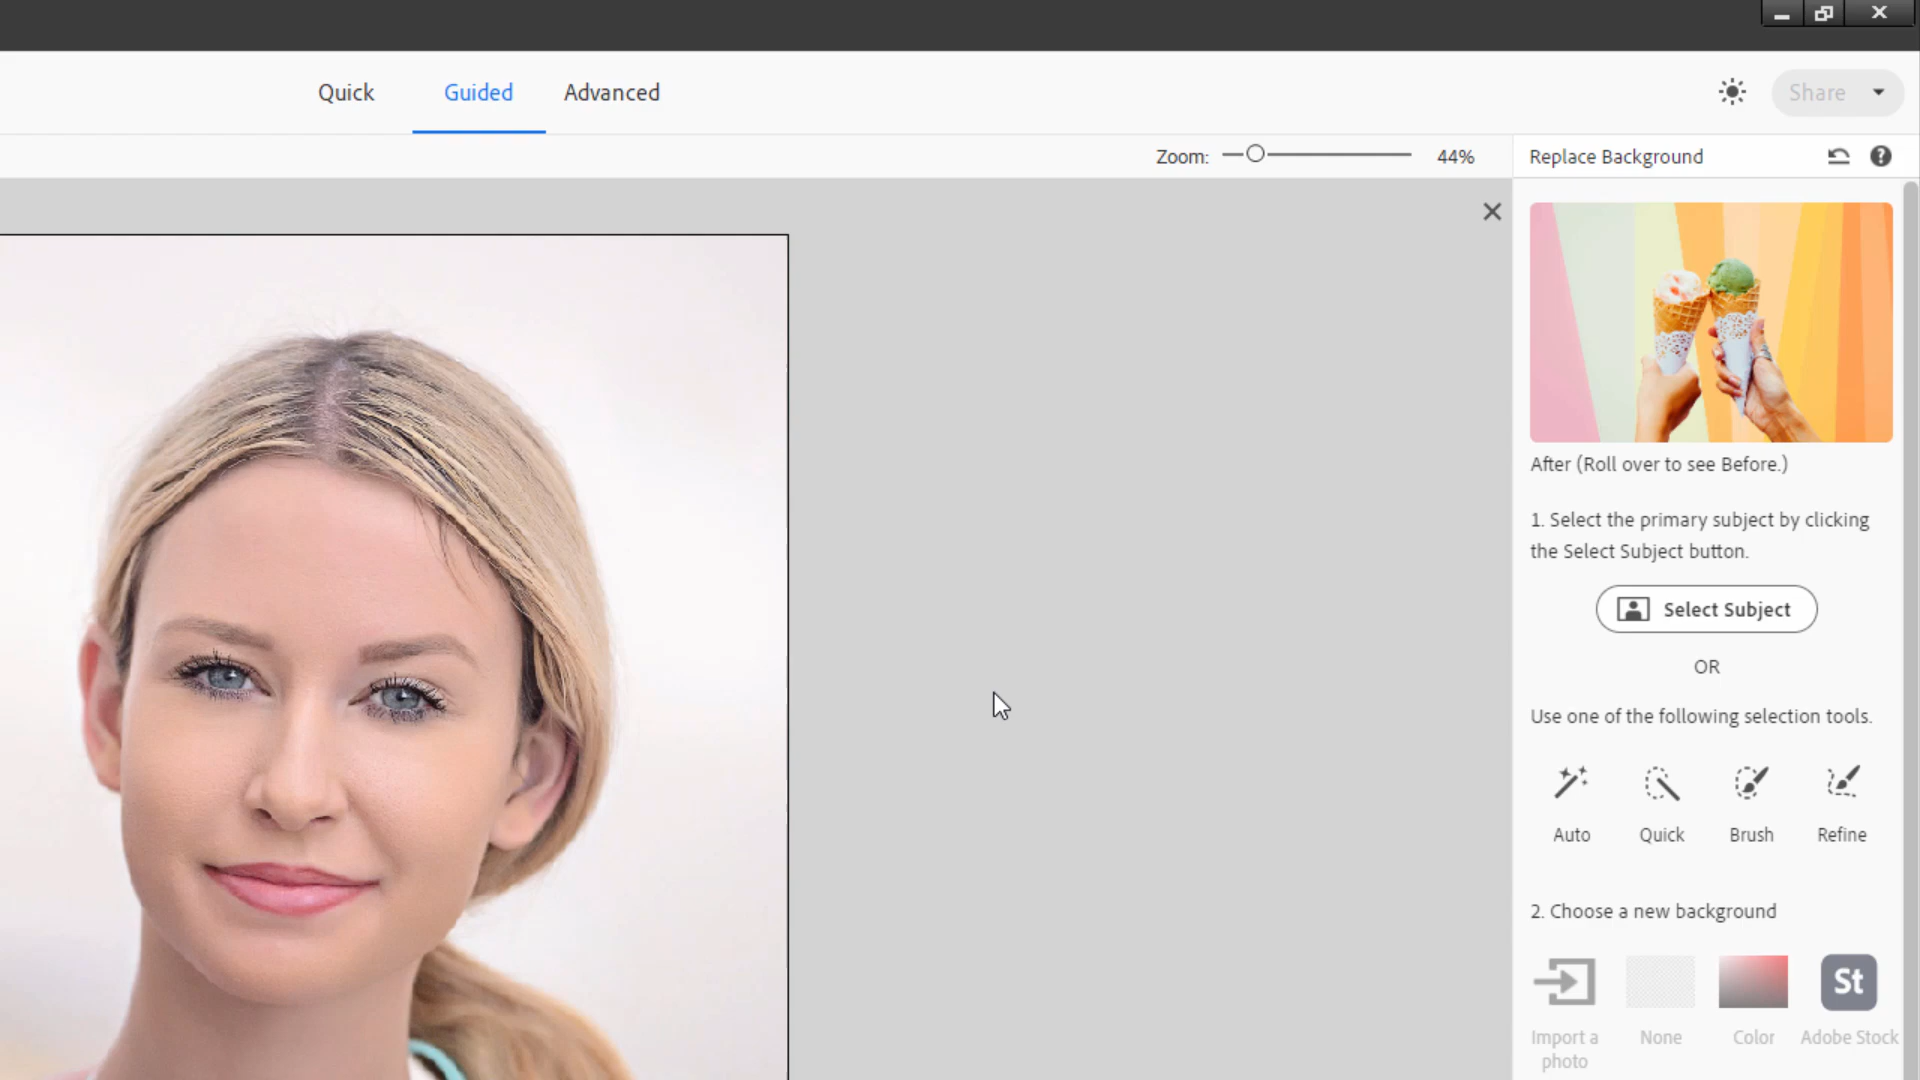 Quick
Guided
Advanced
Share
Zoom:
44%
Replace Background
?
After (Roll over to see Before.)
1. Select the primary subject by clicking
the Select Subject button.
Select Subject
OR
Use one of the following selection tools.
Auto
Quick
Brush
Refine
2. Choose a new background
St
Import a
photo
None
Color
Adobe Stock